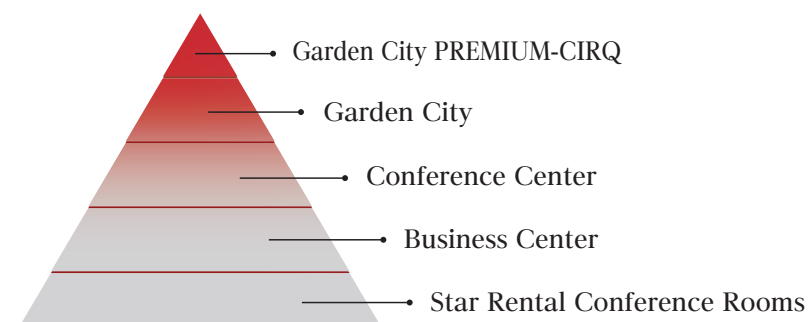 Garden City PREMIUM-CIRQ
Garden City
Conference Center
Business Center
Star Rental Conference Rooms